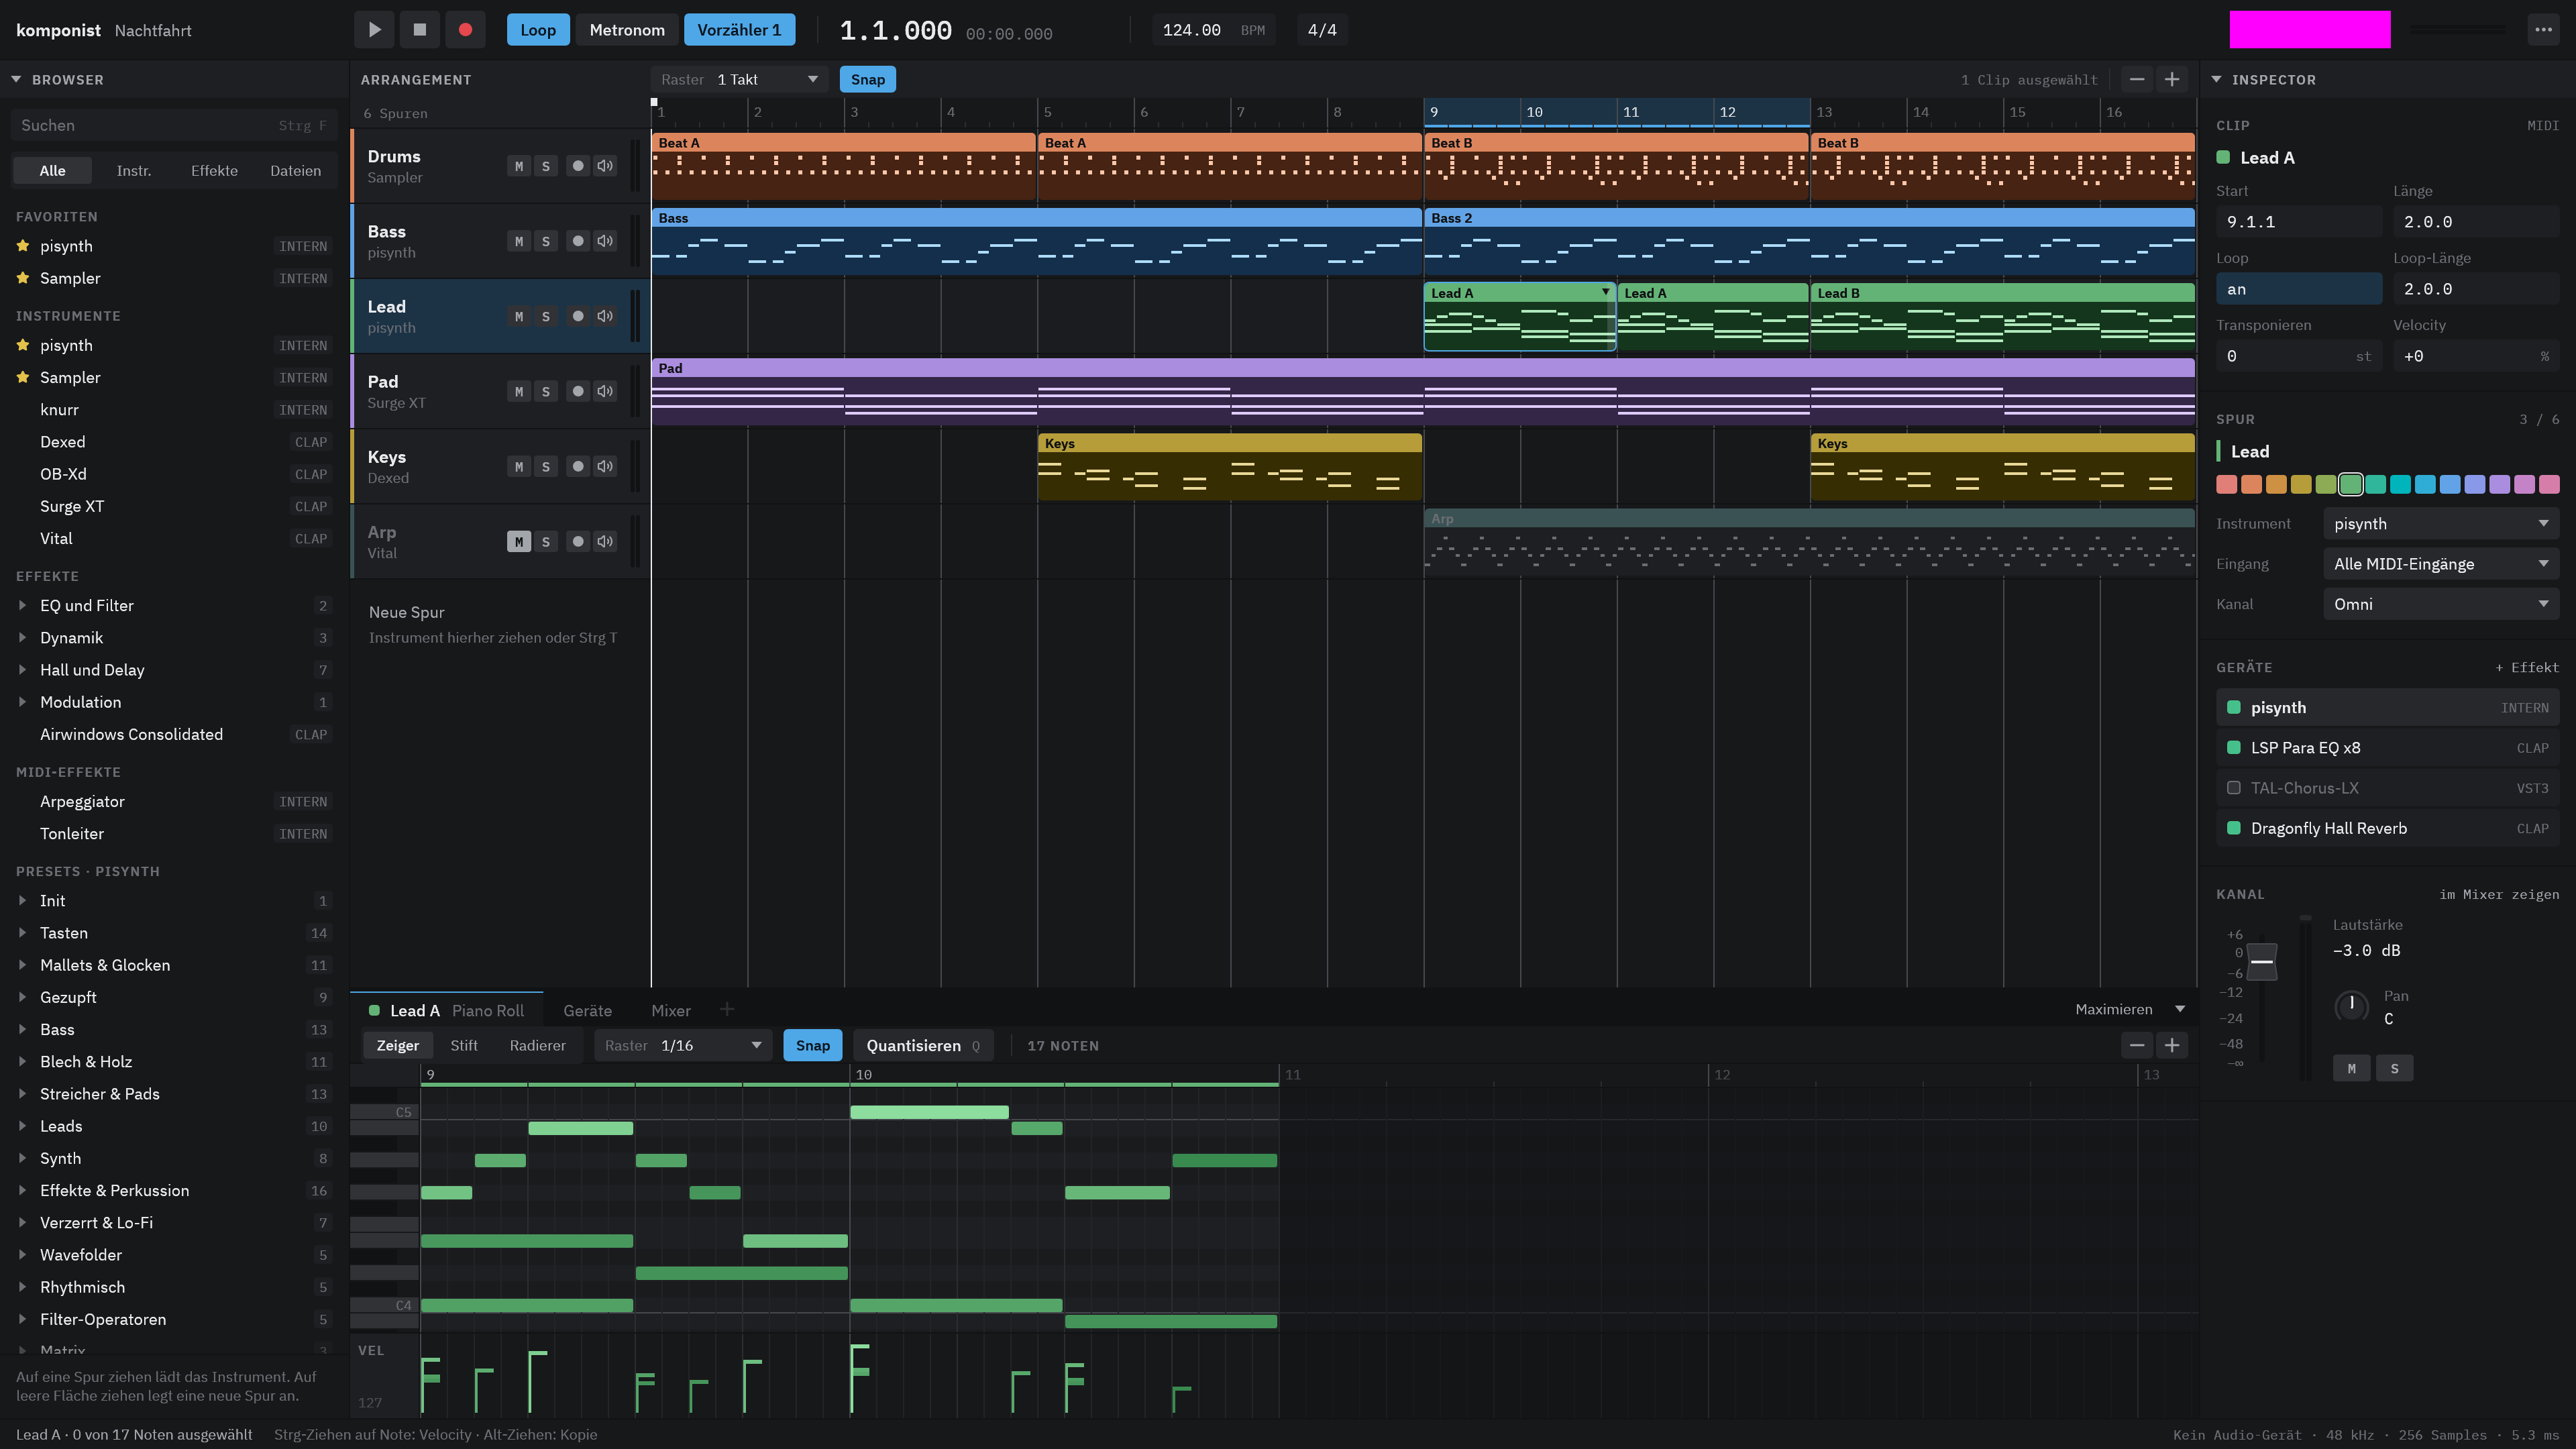 komponist Nachtfahrt
Loop Metronom Vorzähler 1
1.1.000 00:00.000
124.00 BPM 4/4
BROWSER
Suchen Strg F
Alle Instr. Effekte Dateien
FAVORITEN
pisynth INTERN
Sampler INTERN
INSTRUMENTE
pisynth INTERN
Sampler INTERN
knurr INTERN
Dexed CLAP
OB-Xd CLAP
Surge XT CLAP
Vital CLAP
EFFEKTE
EQ und Filter 2
Dynamik 3
Hall und Delay 7
Modulation 1
Airwindows Consolidated CLAP
MIDI-EFFEKTE
Arpeggiator INTERN
Tonleiter INTERN
PRESETS · PISYNTH
Init 1
Tasten 14
Mallets & Glocken 11
Gezupft 9
Bass 13
Blech & Holz 11
Streicher & Pads 13
Leads 10
Synth 8
Effekte & Perkussion 16
Verzerrt & Lo-Fi 7
Wavefolder 5
Rhythmisch 5
Filter-Operatoren 5
Matrix 3
Auf eine Spur ziehen lädt das Instrument. Auf
leere Fläche ziehen legt eine neue Spur an.
ARRANGEMENT
Raster 1 Takt Snap
1 Clip ausgewählt
6 Spuren
1 2 3 4 5 6 7 8 9 10 11 12 13 14 15 16
Drums
Sampler
M S
Beat A Beat A Beat B Beat B
Bass
pisynth
M S
Bass Bass 2
Lead
pisynth
M S
Lead A Lead A Lead B
Pad
Surge XT
M S
Pad
Keys
Dexed
M S
Keys Keys
Arp
Vital
M S
Arp
Neue Spur
Instrument hierher ziehen oder Strg T
Lead A Piano Roll Geräte Mixer
Maximieren
Zeiger Stift Radierer Raster 1/16 Snap Quantisieren Q 17 NOTEN
9 10 11 12 13
C5
C4
VEL
127
INSPECTOR
CLIP MIDI
Lead A
Start Länge
9.1.1 2.0.0
Loop Loop-Länge
an 2.0.0
Transponieren Velocity
0 st +0 %
SPUR 3 / 6
Lead
Instrument pisynth
Eingang Alle MIDI-Eingänge
Kanal Omni
GERÄTE + Effekt
pisynth INTERN
LSP Para EQ x8 CLAP
TAL-Chorus-LX VST3
Dragonfly Hall Reverb CLAP
KANAL im Mixer zeigen
+6
0
−6
−12
−24
−48
−∞
Lautstärke
−3.0 dB
Pan
C
M S
Lead A · 0 von 17 Noten ausgewählt Strg-Ziehen auf Note: Velocity · Alt-Ziehen: Kopie
Kein Audio-Gerät · 48 kHz · 256 Samples · 5.3 ms